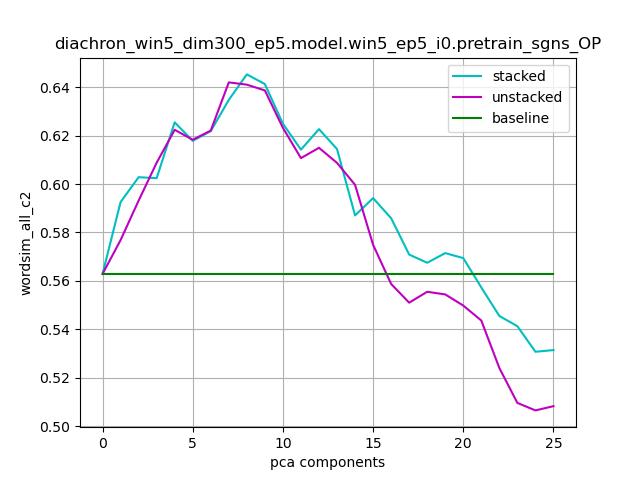 diachron_win5_dim300_ep5.model.win5_ep5_i0.pretrain_sgns_OP
stacked
unstacked
baseline
wordsim_all_c2
0.64
0.62
0.60
0.58
0.56
0.54
0.52
0.50
0
5
10
15
20
25
pca components